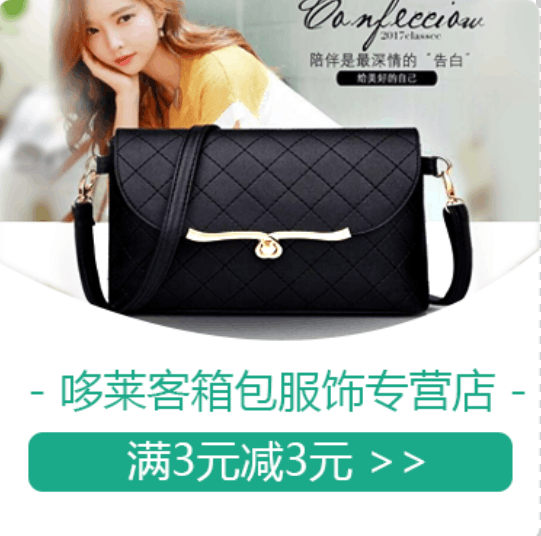 Confeccion
2017classcc
陪伴是最深情的“告白”
给美好的自己
- 哆莱客箱包服饰专营店 -
满3元减3元 >>